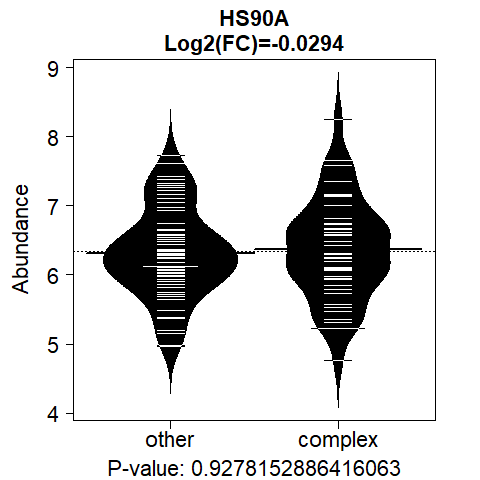 HS90A
Log2(FC)=-0.0294
Abundance
9
8
7
6
5
4
other complex
P-value: 0.9278152886416063